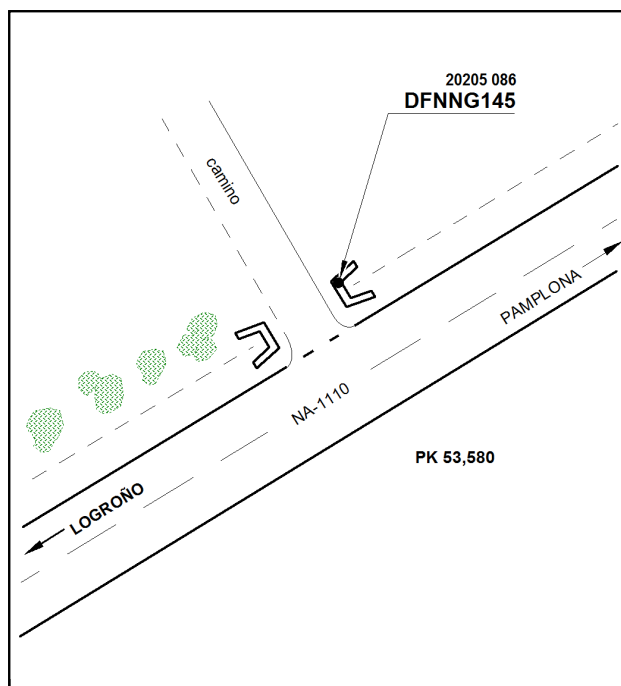 20205 086
DFNNG145
camino
PAMPLONA
NA-1110
PK 53,580
LOGROÑO